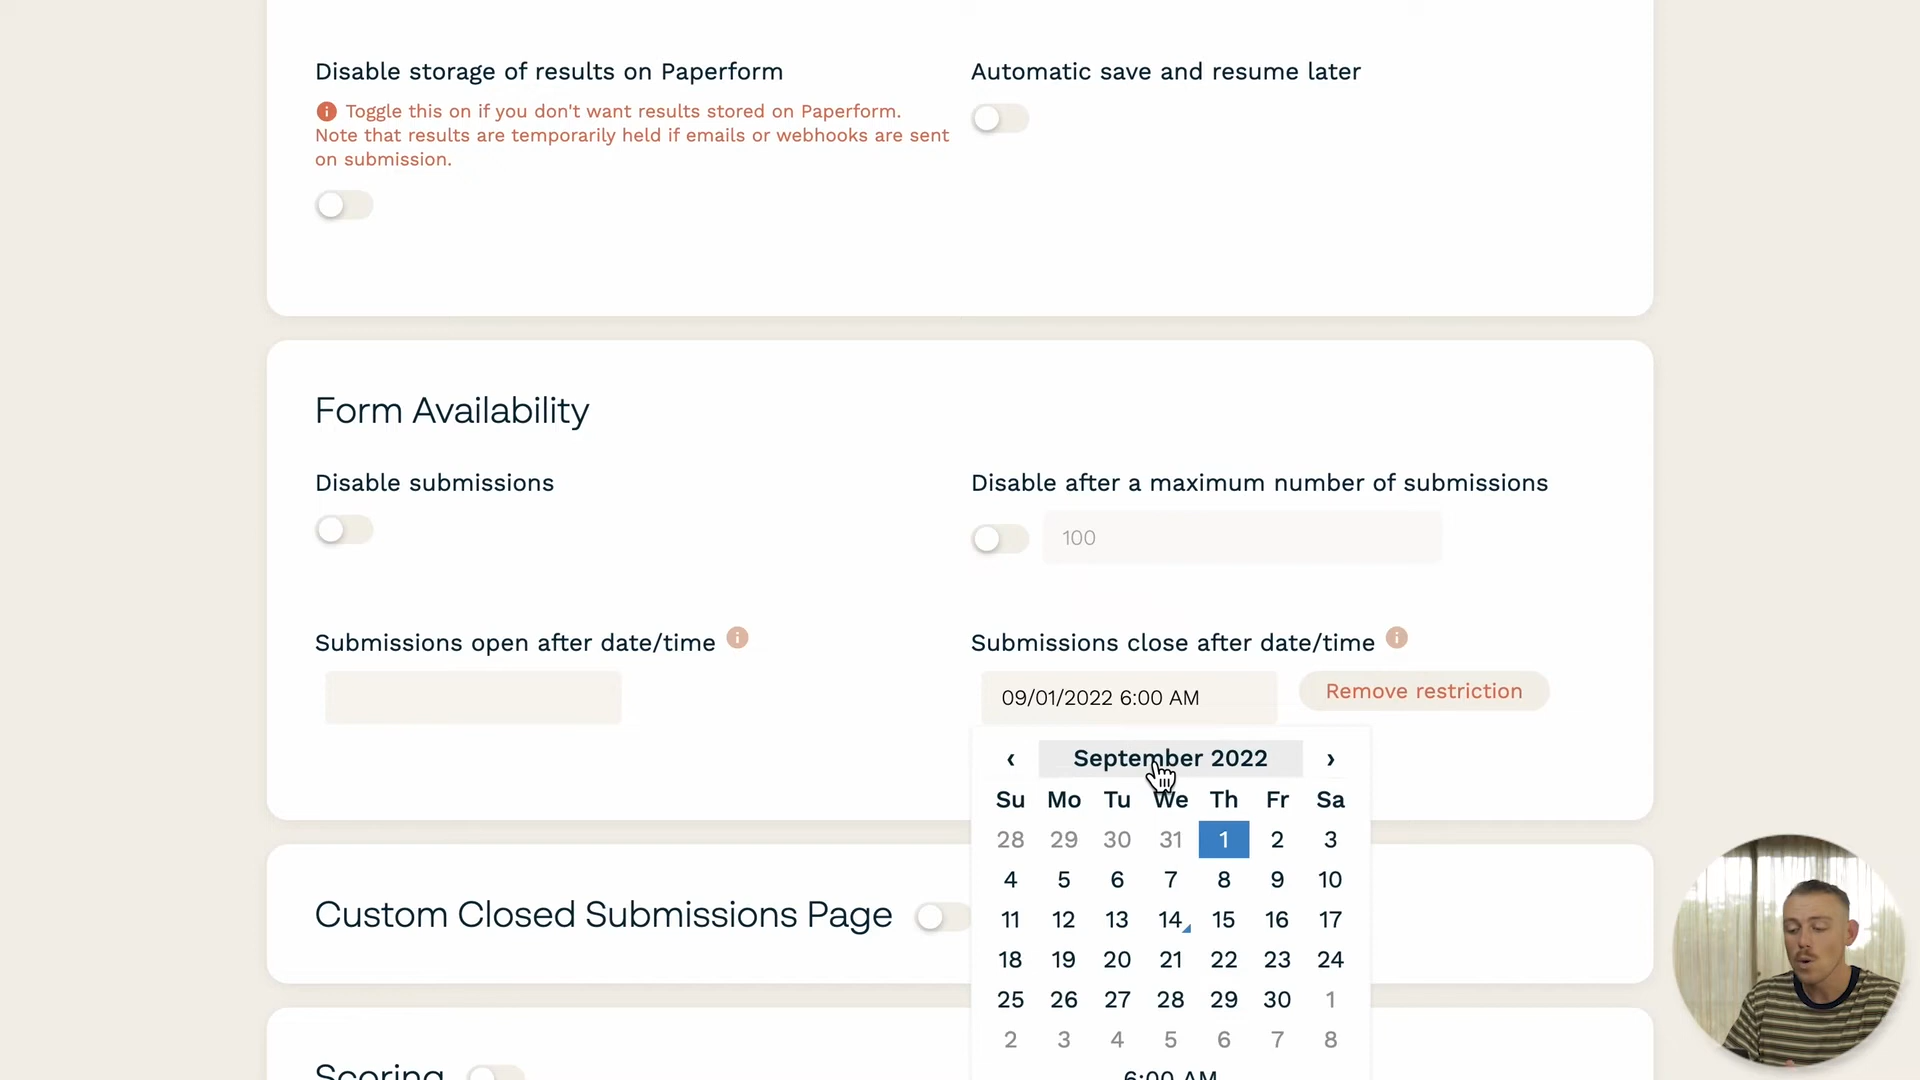 Disable storage of results on Paperform
Toggle this on if you don't want results stored on Paperform.
Note that results are temporarily held if emails or webhooks are sent
on submission.
Automatic save and resume later
Form Availability
Disable submissions
Disable after a maximum number of submissions
100
Submissions open after date/time
Submissions close after date/time
09/01/2022 6:00 AM
Remove restriction
‹ September 2022 ›
Su Mo Tu We Th Fr Sa
28 29 30 31 1 2 3
4 5 6 7 8 9 10
11 12 13 14 15 16 17
18 19 20 21 22 23 24
25 26 27 28 29 30 1
2 3 4 5 6 7 8
6:00 AM
Custom Closed Submissions Page
Scoring